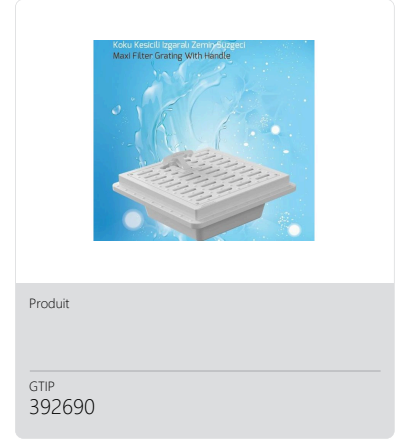 Koku Kesicili Izgaralı Zemin Süzgeci
Maxi Filter Grating With Handle
Produit
GTIP
392690